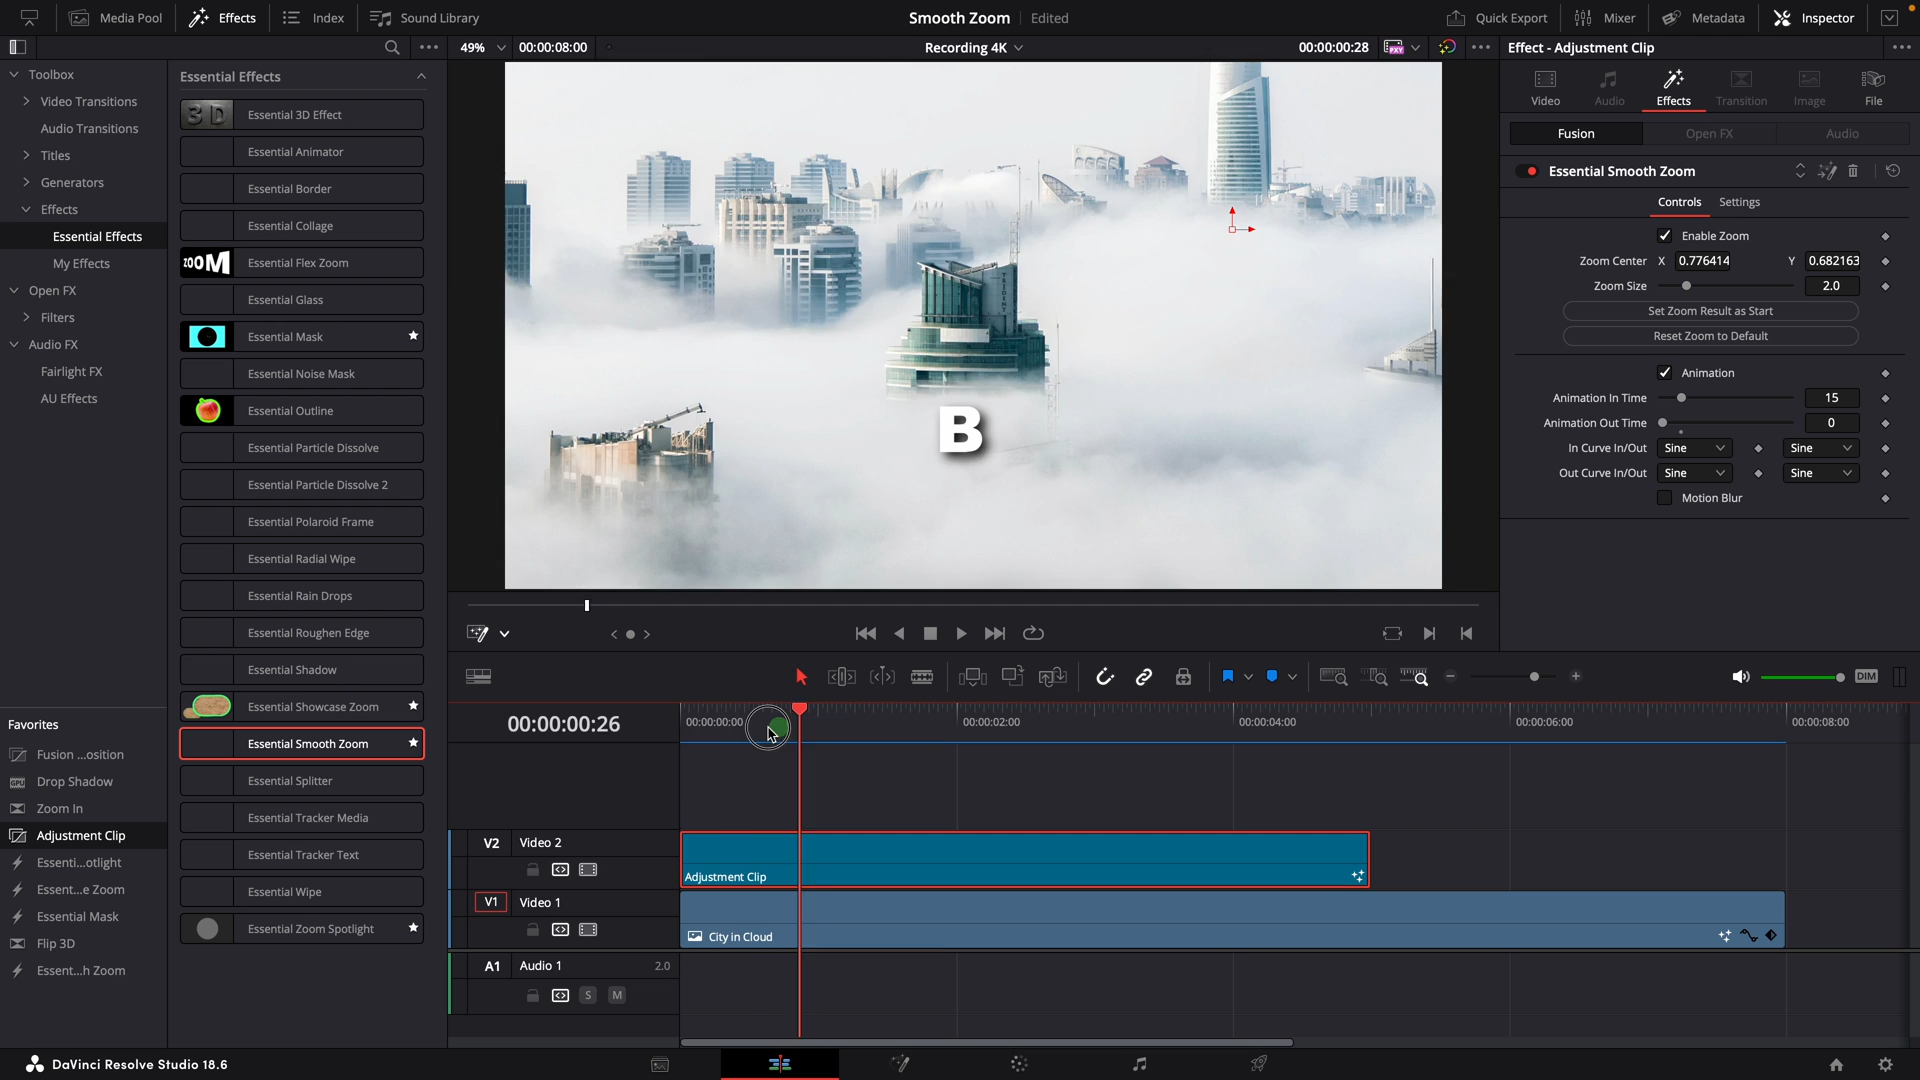 Media Pool
Effects
Index
Sound Library
Smooth Zoom
Edited
Quick Export
Mixer
Metadata
Inspector
49%
00:00:08:00
Recording 4K
00:00:00:28
PXY
Effect - Adjustment Clip
Toolbox
Video Transitions
Audio Transitions
Titles
Generators
Effects
Essential Effects
My Effects
Open FX
Filters
Audio FX
Fairlight FX
AU Effects
Essential Effects
3D
Essential 3D Effect
Essential Animator
Essential Border
Essential Collage
ZOOM
Essential Flex Zoom
Essential Glass
Essential Mask
Essential Noise Mask
Essential Outline
Essential Particle Dissolve
Essential Particle Dissolve 2
Essential Polaroid Frame
Essential Radial Wipe
Essential Rain Drops
Essential Roughen Edge
Essential Shadow
Essential Showcase Zoom
Essential Smooth Zoom
Essential Splitter
Essential Tracker Media
Essential Tracker Text
Essential Wipe
Essential Zoom Spotlight
Favorites
Fusion ...osition
Drop Shadow
Zoom In
Adjustment Clip
Essenti...otlight
Essent...e Zoom
Essential Mask
Flip 3D
Essent...h Zoom
B
Video
Audio
Effects
Transition
Image
File
Fusion
Open FX
Audio
Essential Smooth Zoom
Controls
Settings
Enable Zoom
Zoom Center X 0.776414 Y 0.682163
Zoom Size 2.0
Set Zoom Result as Start
Reset Zoom to Default
Animation
Animation In Time 15
Animation Out Time 0
In Curve In/Out Sine Sine
Out Curve In/Out Sine Sine
Motion Blur
DIM
00:00:00:26
00:00:00:00
00:00:02:00
00:00:04:00
00:00:06:00
00:00:08:00
V2 Video 2
Adjustment Clip
V1 Video 1
City in Cloud
A1 Audio 1 2.0
S M
DaVinci Resolve Studio 18.6